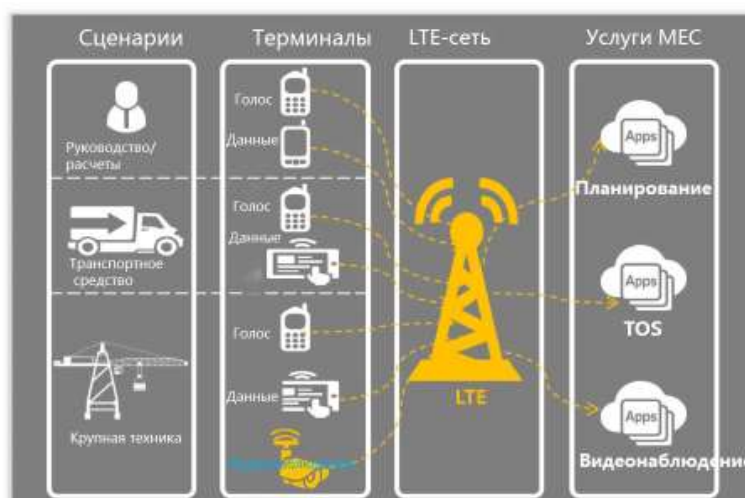 Сценарии
Терминалы
LTE-сеть
Услуги МЕС
Руководство/
расчеты
Голос
Данные
Apps
Планирование
Транспортное
средство
Голос
Данные
Apps
TOS
Крупная техника
Голос
Данные
LTE
Apps
Видеонаблюдение